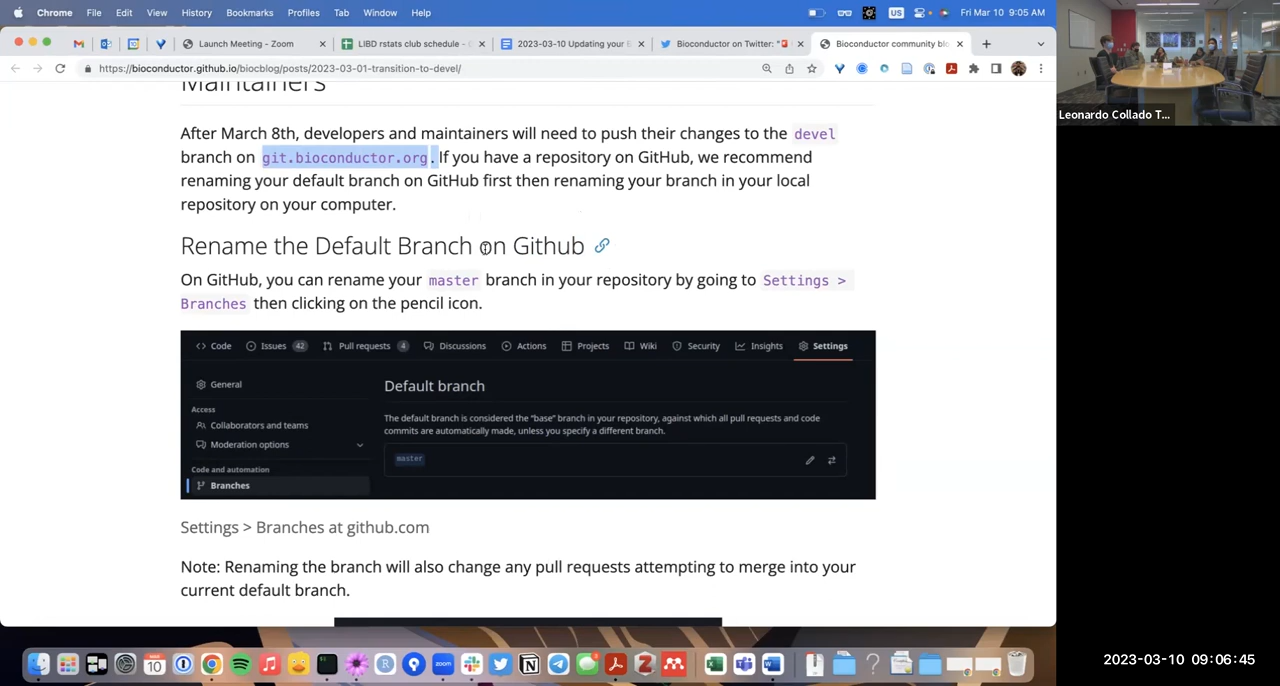 Chrome File Edit View History Bookmarks Profiles Tab Window Help US Fri Mar 10 9:05 AM
Launch Meeting - Zoom LIBD rstats club schedule - 2023-03-10 Updating your Bioconductor on Twitter: " Bioconductor community blo
https://bioconductor.github.io/biocblog/posts/2023-03-01-transition-to-devel/
Maintainers
After March 8th, developers and maintainers will need to push their changes to the devel
branch on git.bioconductor.org. If you have a repository on GitHub, we recommend
renaming your default branch on GitHub first then renaming your branch in your local
repository on your computer.
Rename the Default Branch on Github
On GitHub, you can rename your master branch in your repository by going to Settings >
Branches then clicking on the pencil icon.
<> Code Issues 42 Pull requests 4 Discussions Actions Projects Wiki Security Insights Settings
General
Access
Collaborators and teams
Moderation options
Code and automation
Branches
Default branch
The default branch is considered the “base” branch in your repository, against which all pull requests and code
commits are automatically made, unless you specify a different branch.
master
Settings > Branches at github.com
Note: Renaming the branch will also change any pull requests attempting to merge into your
current default branch.
Leonardo Collado T...
2023-03-10 09:06:45